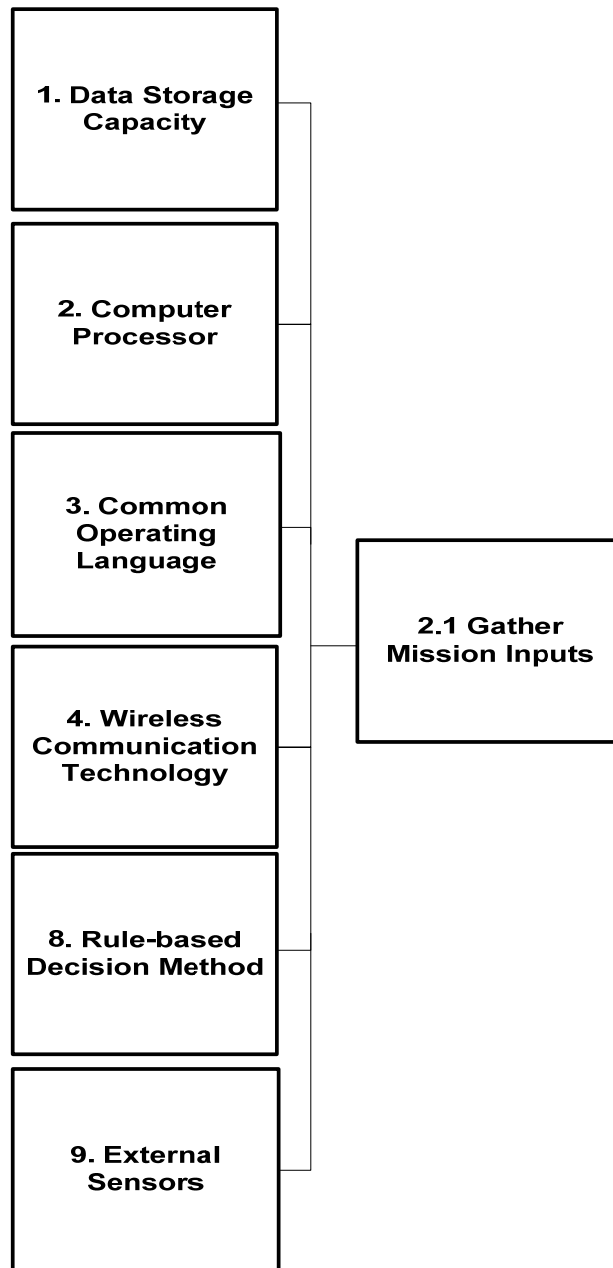 1. Data Storage
Capacity
2. Computer
Processor
3. Common
Operating
Language
2.1 Gather
Mission Inputs
4. Wireless
Communication
Technology
8. Rule-based
Decision Method
9. External
Sensors